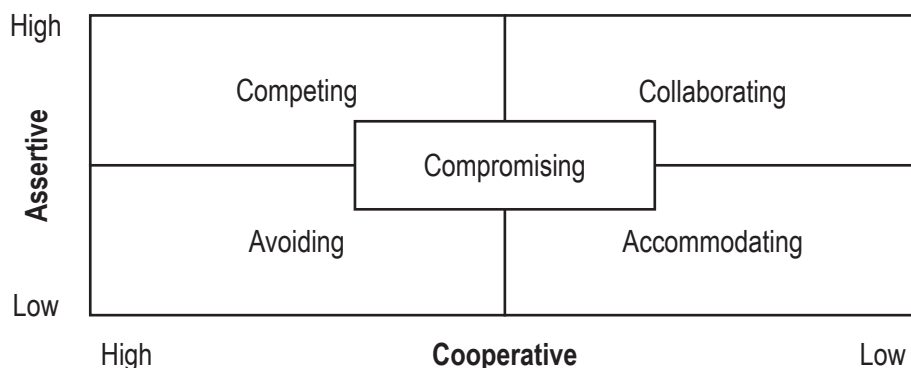 High
Competing
Collaborating
Assertive
Compromising
Avoiding
Accommodating
Low
High
Cooperative
Low